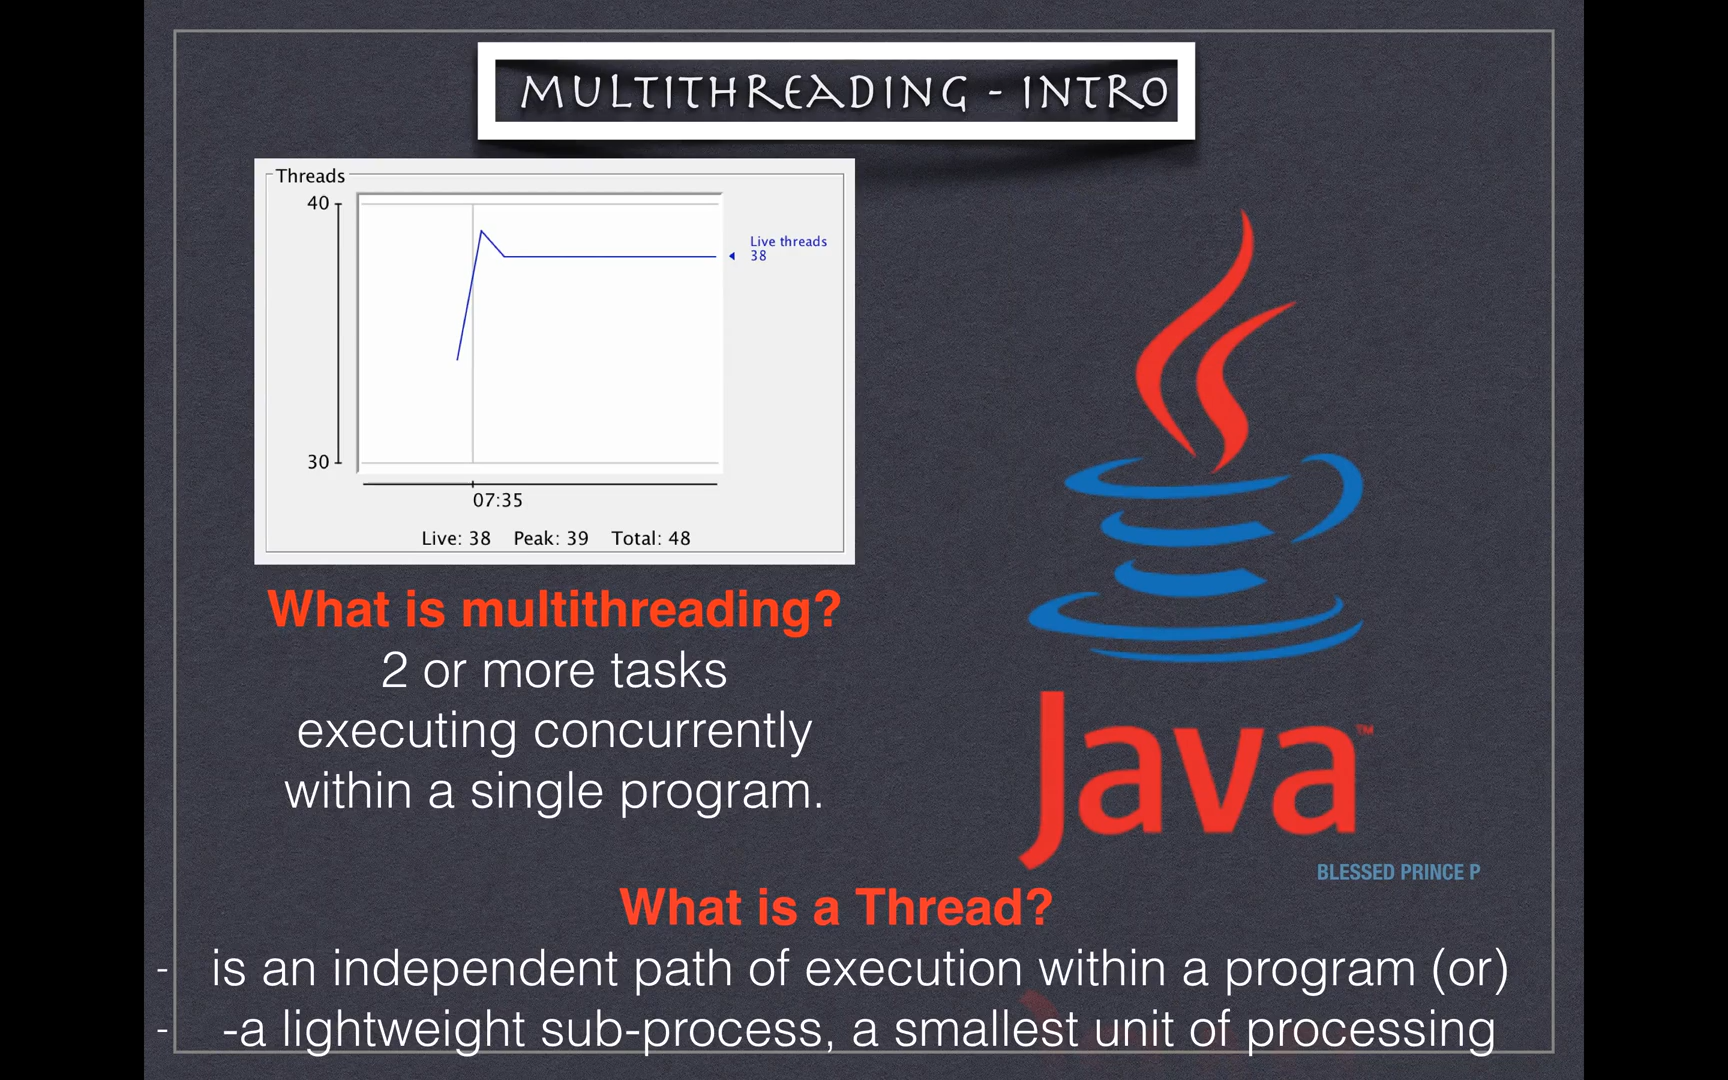 MULTITHREADING - INTRO
Threads
40
Live threads
38
30
07:35
Live: 38 Peak: 39 Total: 48
What is multithreading?
2 or more tasks
executing concurrently
within a single program.
Java™
BLESSED PRINCE P
What is a Thread?
- is an independent path of execution within a program (or)
- -a lightweight sub-process, a smallest unit of processing